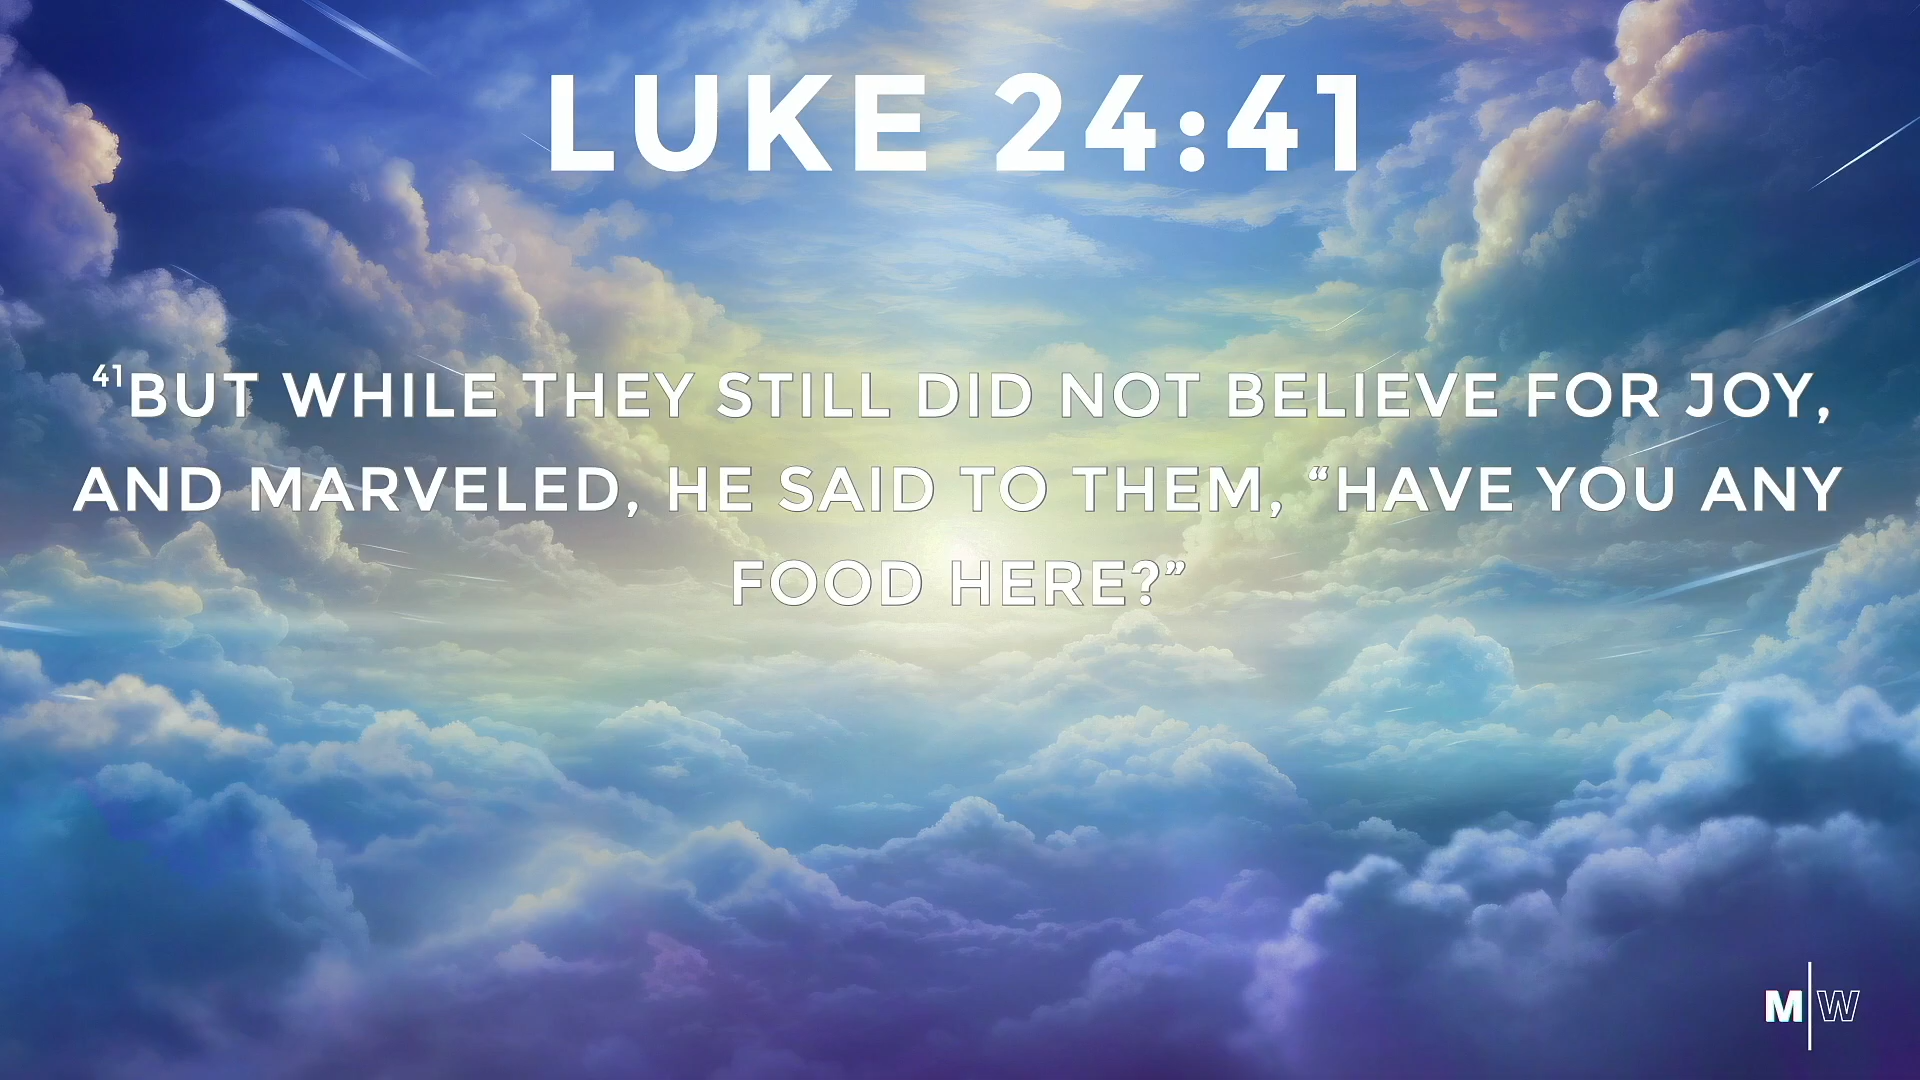 LUKE 24:41
41BUT WHILE THEY STILL DID NOT BELIEVE FOR JOY,
AND MARVELED, HE SAID TO THEM, “HAVE YOU ANY
FOOD HERE?”
M|W